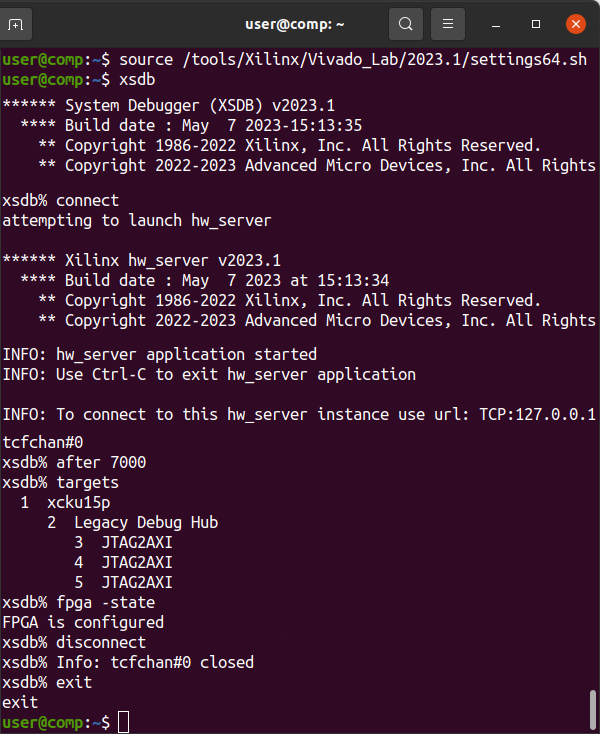 user@comp: ~
user@comp:~$ source /tools/Xilinx/Vivado_Lab/2023.1/settings64.sh
user@comp:~$ xsdb
****** System Debugger (XSDB) v2023.1
  **** Build date : May  7 2023-15:13:35
    ** Copyright 1986-2022 Xilinx, Inc. All Rights Reserved.
    ** Copyright 2022-2023 Advanced Micro Devices, Inc. All Rights
xsdb% connect
attempting to launch hw_server
****** Xilinx hw_server v2023.1
  **** Build date : May  7 2023 at 15:13:34
    ** Copyright 1986-2022 Xilinx, Inc. All Rights Reserved.
    ** Copyright 2022-2023 Advanced Micro Devices, Inc. All Rights
INFO: hw_server application started
INFO: Use Ctrl-C to exit hw_server application
INFO: To connect to this hw_server instance use url: TCP:127.0.0.1
tcfchan#0
xsdb% after 7000
xsdb% targets
  1  xcku15p
     2  Legacy Debug Hub
        3  JTAG2AXI
        4  JTAG2AXI
        5  JTAG2AXI
xsdb% fpga -state
FPGA is configured
xsdb% disconnect
xsdb% Info: tcfchan#0 closed
xsdb% exit
exit
user@comp:~$